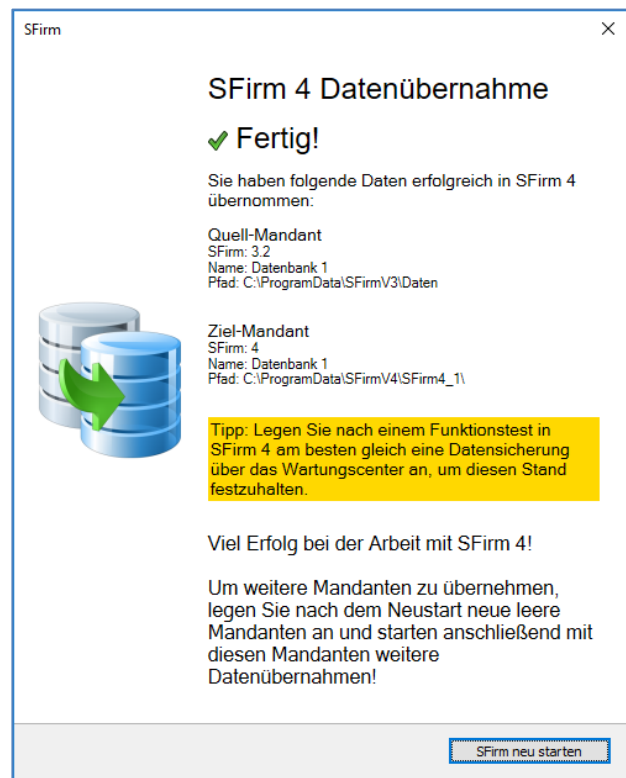 SFirm
SFirm 4 Datenübernahme
Fertig!
Sie haben folgende Daten erfolgreich in SFirm 4
übernommen:
Quell-Mandant
SFirm: 3.2
Name: Datenbank 1
Pfad: C:\ProgramData\SFirmV3\Daten
Ziel-Mandant
SFirm: 4
Name: Datenbank 1
Pfad: C:\ProgramData\SFirmV4\SFirm4_1\
Tipp: Legen Sie nach einem Funktionstest in
SFirm 4 am besten gleich eine Datensicherung
über das Wartungscenter an, um diesen Stand
festzuhalten.
Viel Erfolg bei der Arbeit mit SFirm 4!
Um weitere Mandanten zu übernehmen,
legen Sie nach dem Neustart neue leere
Mandanten an und starten anschließend mit
diesen Mandanten weitere
Datenübernahmen!
SFirm neu starten